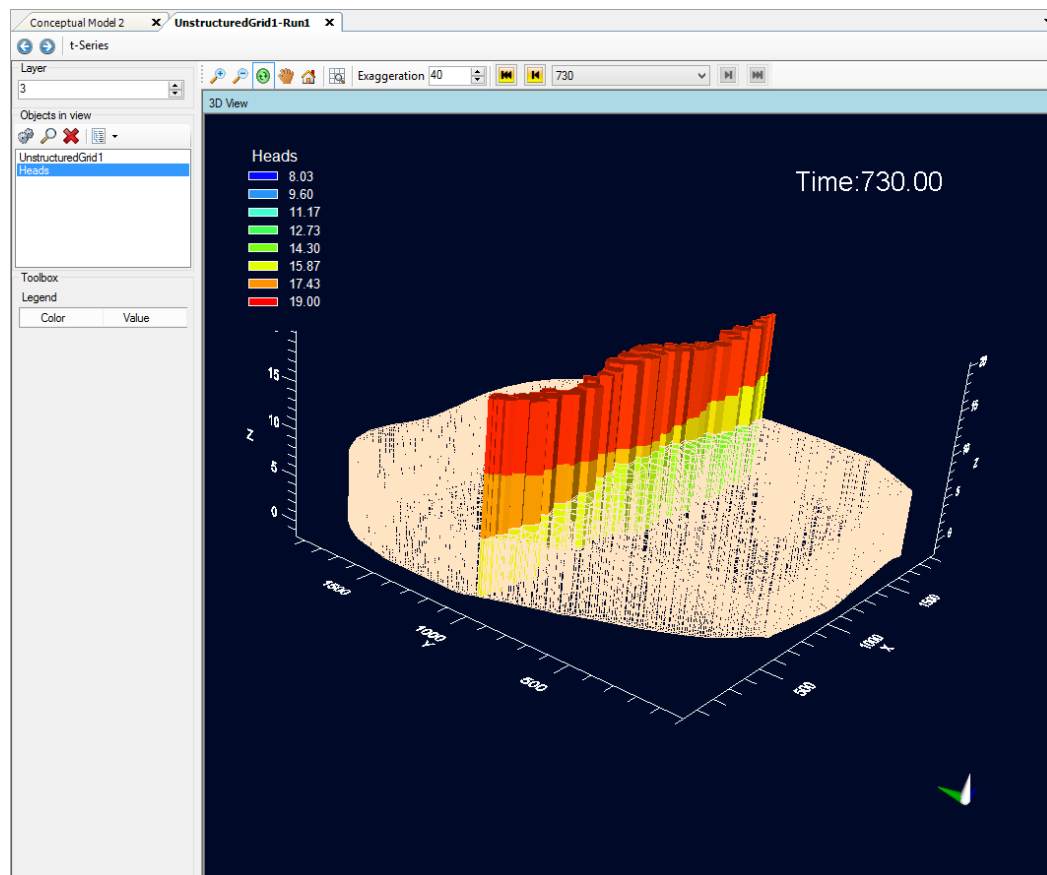 Conceptual Model 2
UnstructuredGrid1-Run1
t-Series
Layer
3
Exaggeration 40
730
Objects in view
3D View
UnstructuredGrid1
Heads
Toolbox
Legend
Color Value
Heads
8.03
9.60
11.17
12.73
14.30
15.87
17.43
19.00
Time:730.00
15
10
Z
5
0
20
15
10
Z
5
0
1500
1000
Y
500
1500
1000
X
500